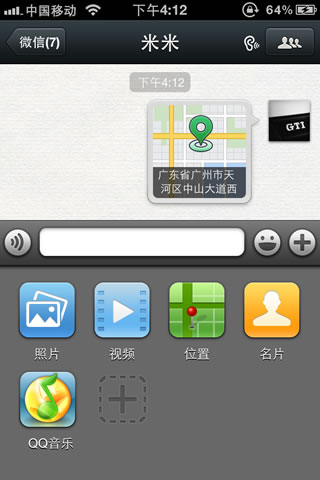 中国移动 下午4:12 64%
微信(7) 米米
下午4:12
广东省广州市天
河区中山大道西
GTI
照片 视频 位置 名片
QQ音乐